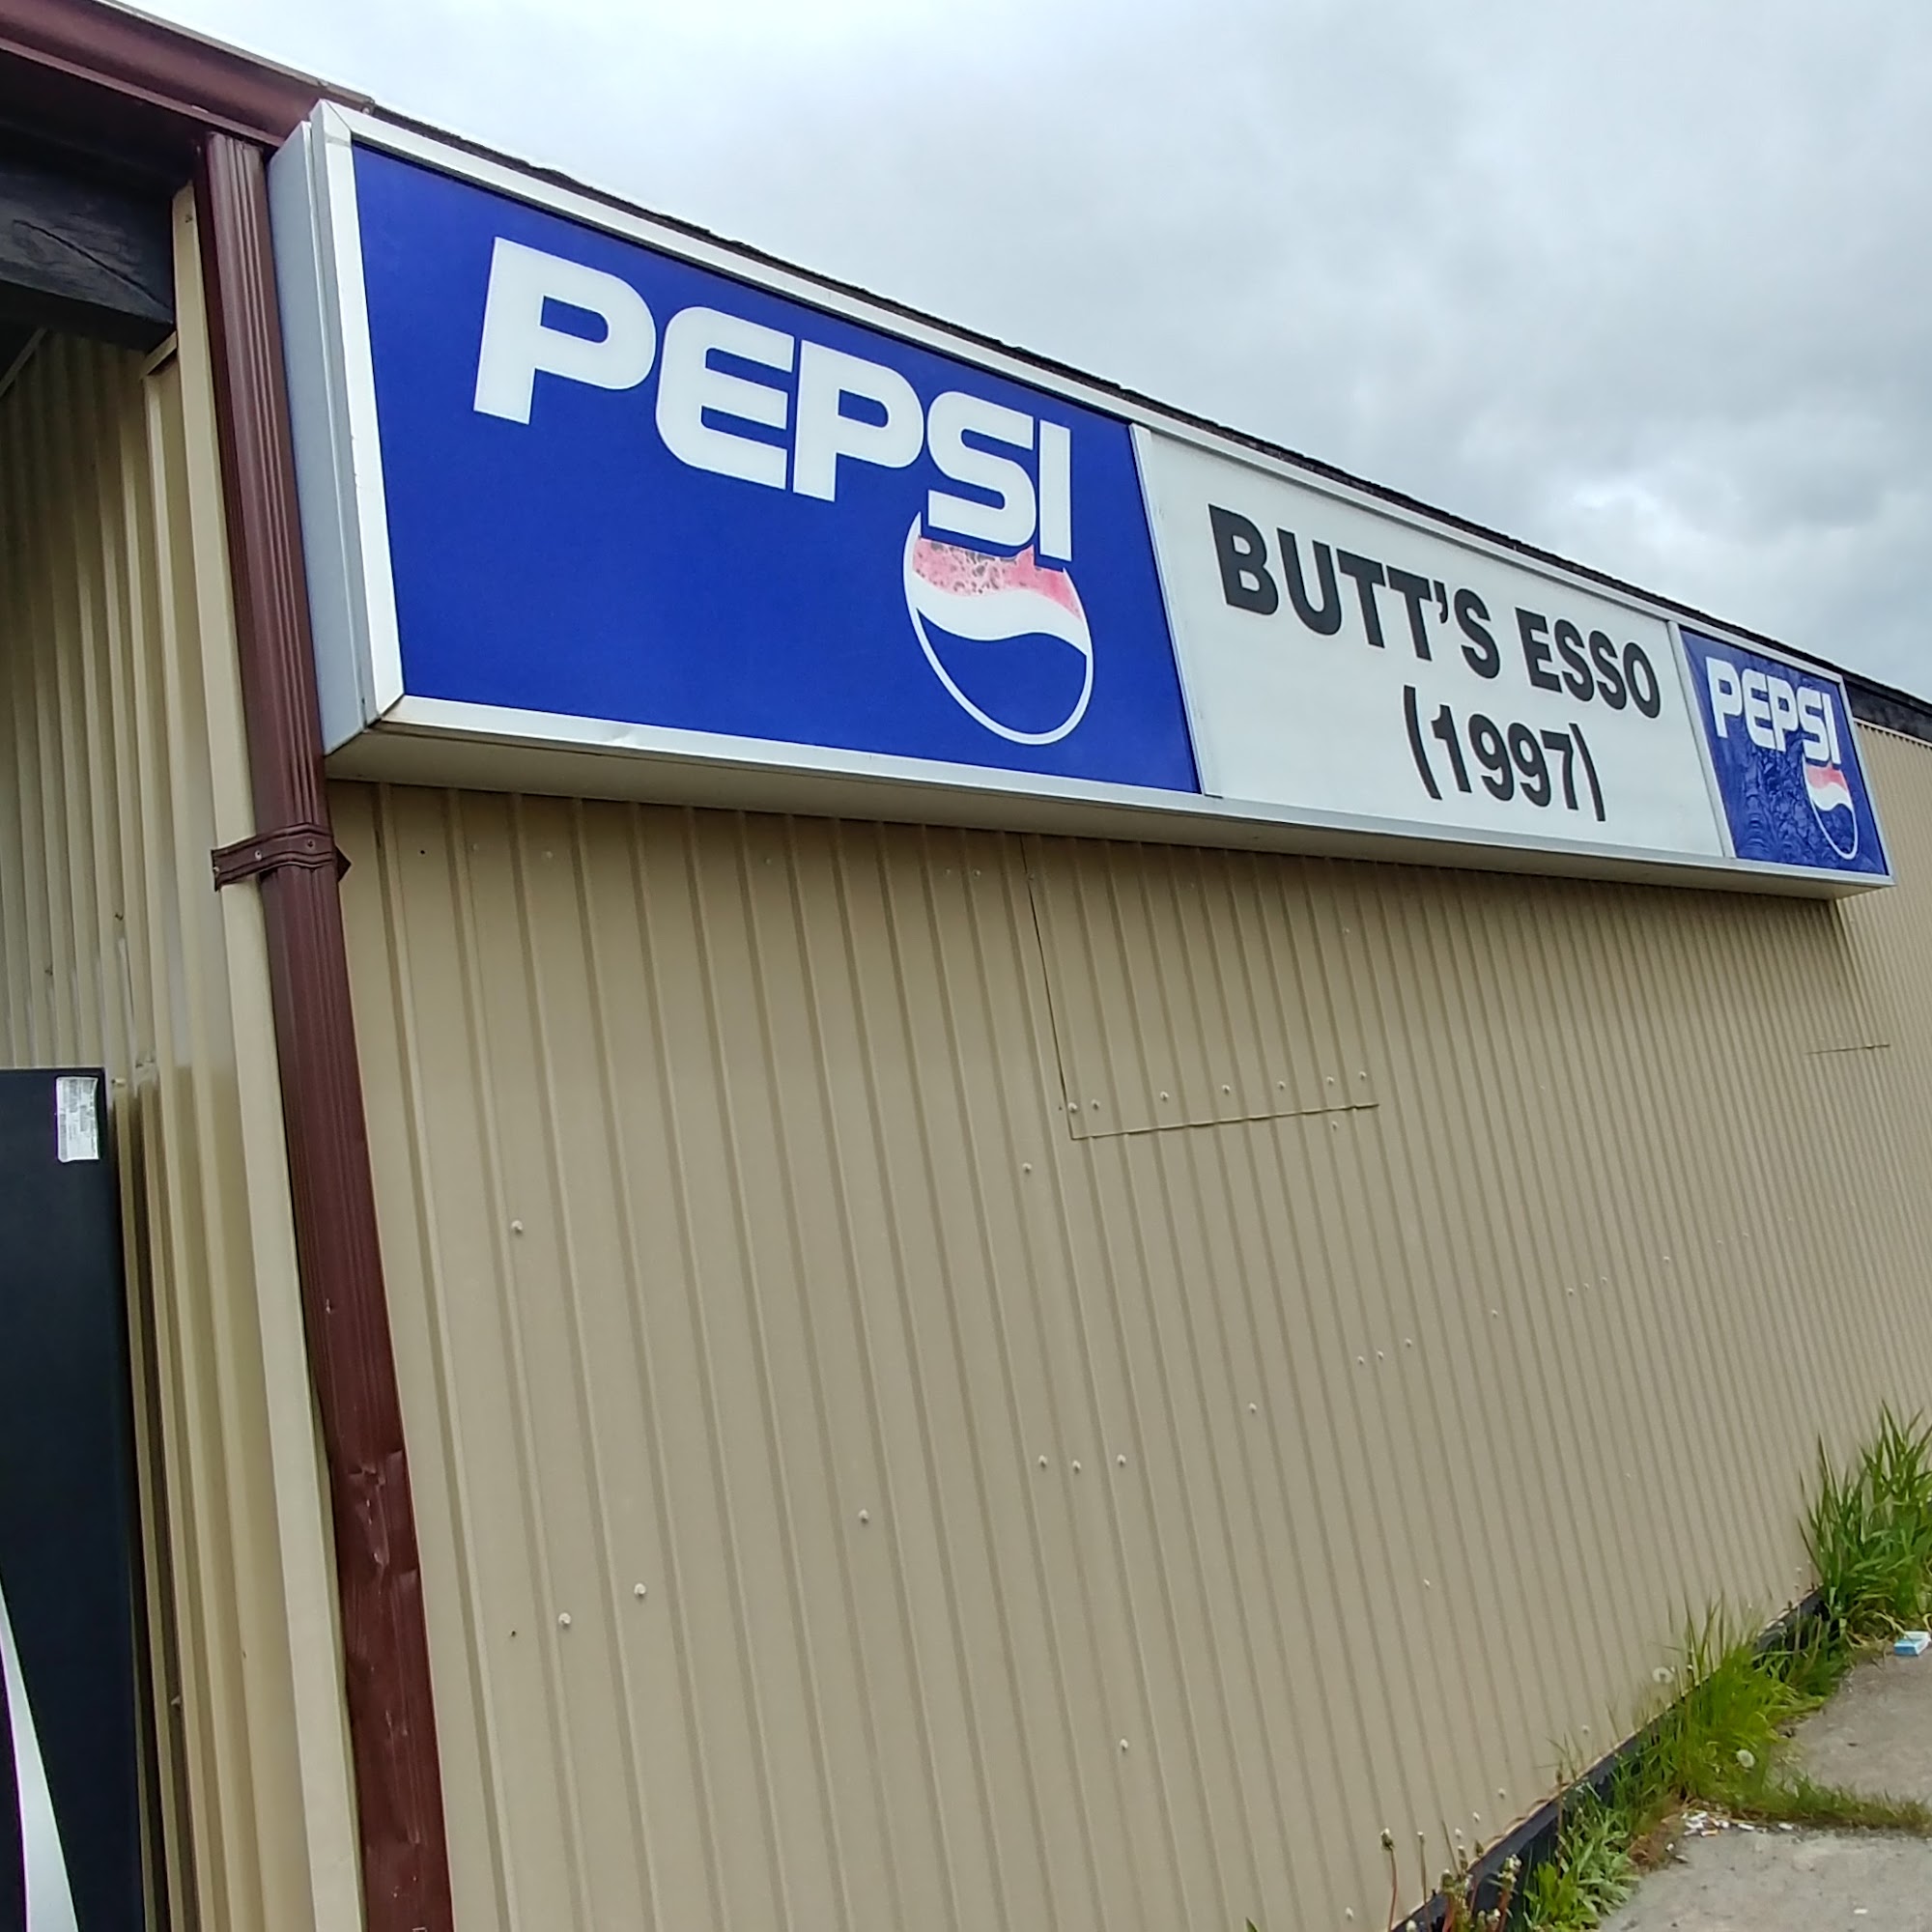 PEPSI
BUTT'S ESSO
(1997)
PEPSI